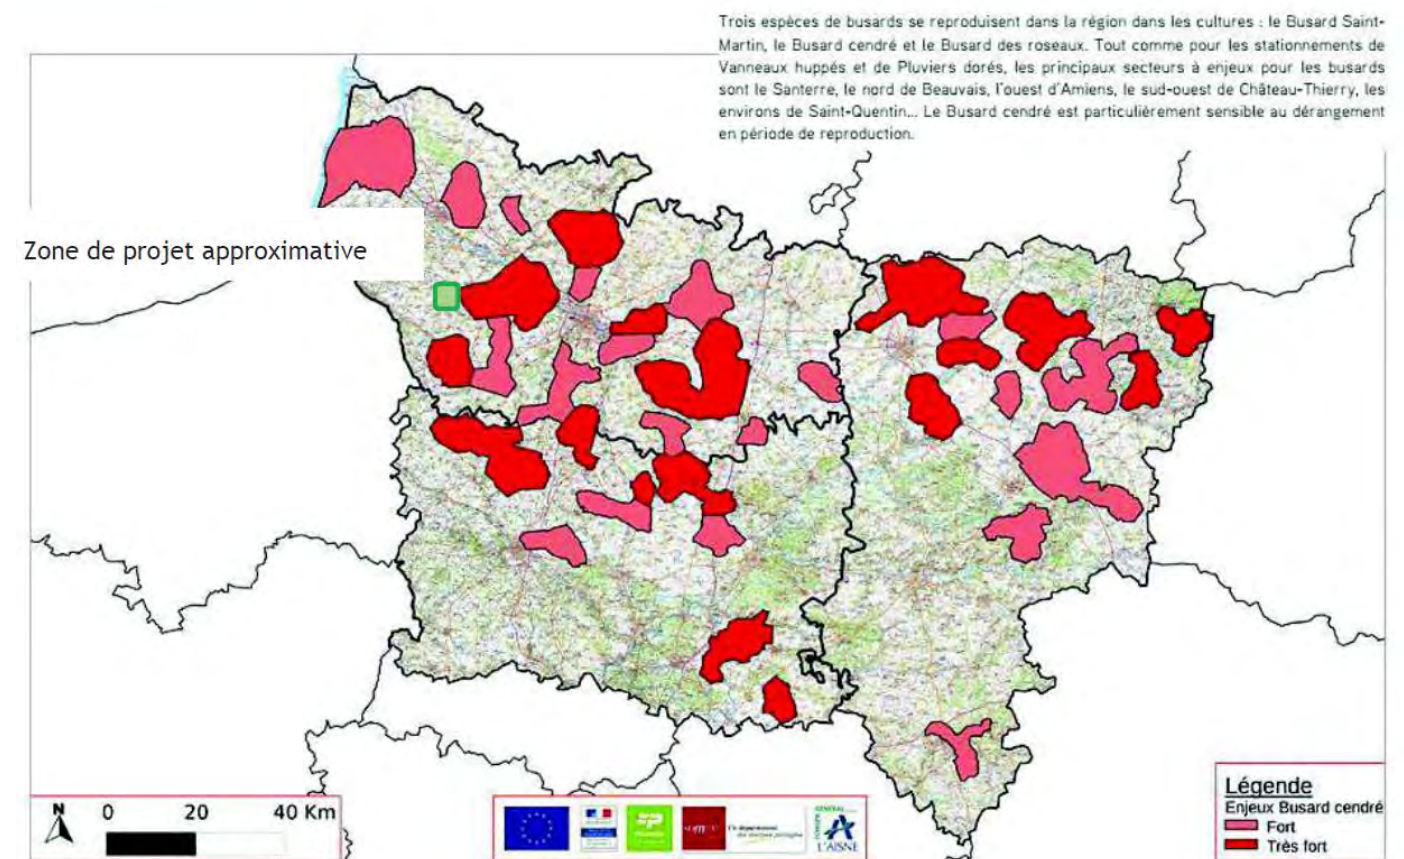 Trois espèces de busards se reproduisent dans la région dans les cultures : le Busard Saint-
Martin, le Busard cendré et le Busard des roseaux. Tout comme pour les stationnements de
Vanneaux huppés et de Pluviers dorés, les principaux secteurs à enjeux pour les busards
sont le Santerre, le nord de Beauvais, l'ouest d'Amiens, le sud-ouest de Château-Thierry, les
environs de Saint-Quentin... Le Busard cendré est particulièrement sensible au dérangement
en période de reproduction.
Zone de projet approximative
N
0 20 40 Km
L'AISNE
Légende
Enjeux Busard cendré
Fort
Très fort